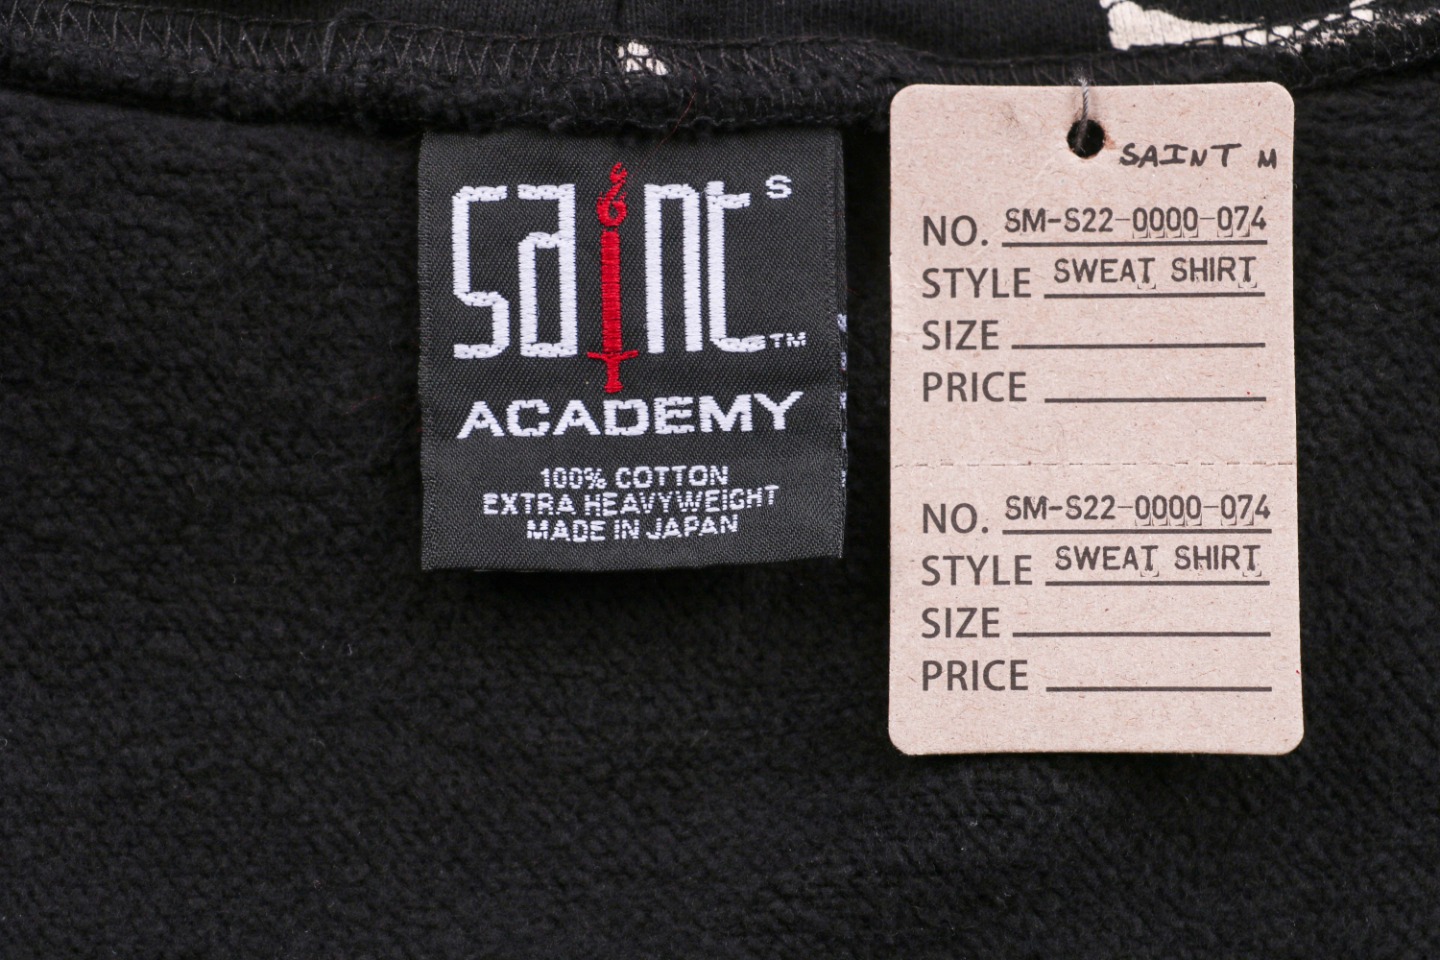 saint S
TM
ACADEMY
100% COTTON
EXTRA HEAVYWEIGHT
MADE IN JAPAN
SAINT M
NO. SM-S22-0000-074
STYLE SWEAT SHIRT
SIZE
PRICE
NO. SM-S22-0000-074
STYLE SWEAT SHIRT
SIZE
PRICE